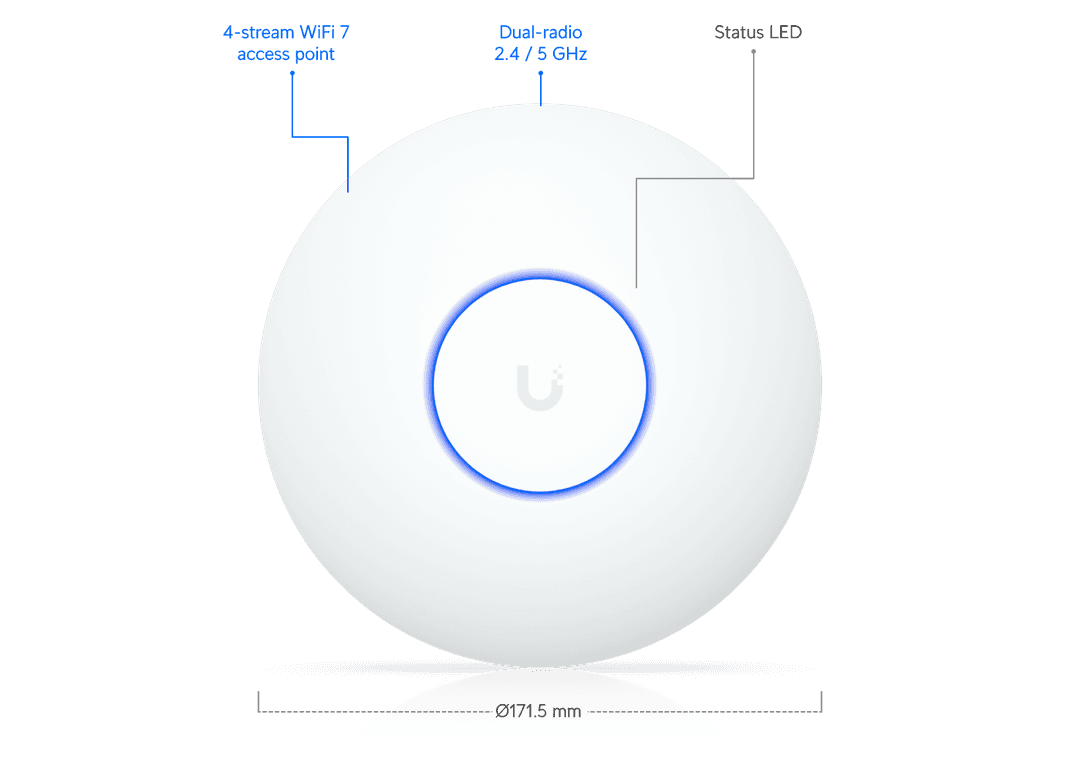 4-stream WiFi 7
access point
Dual-radio
2.4 / 5 GHz
Status LED
Ø171.5 mm